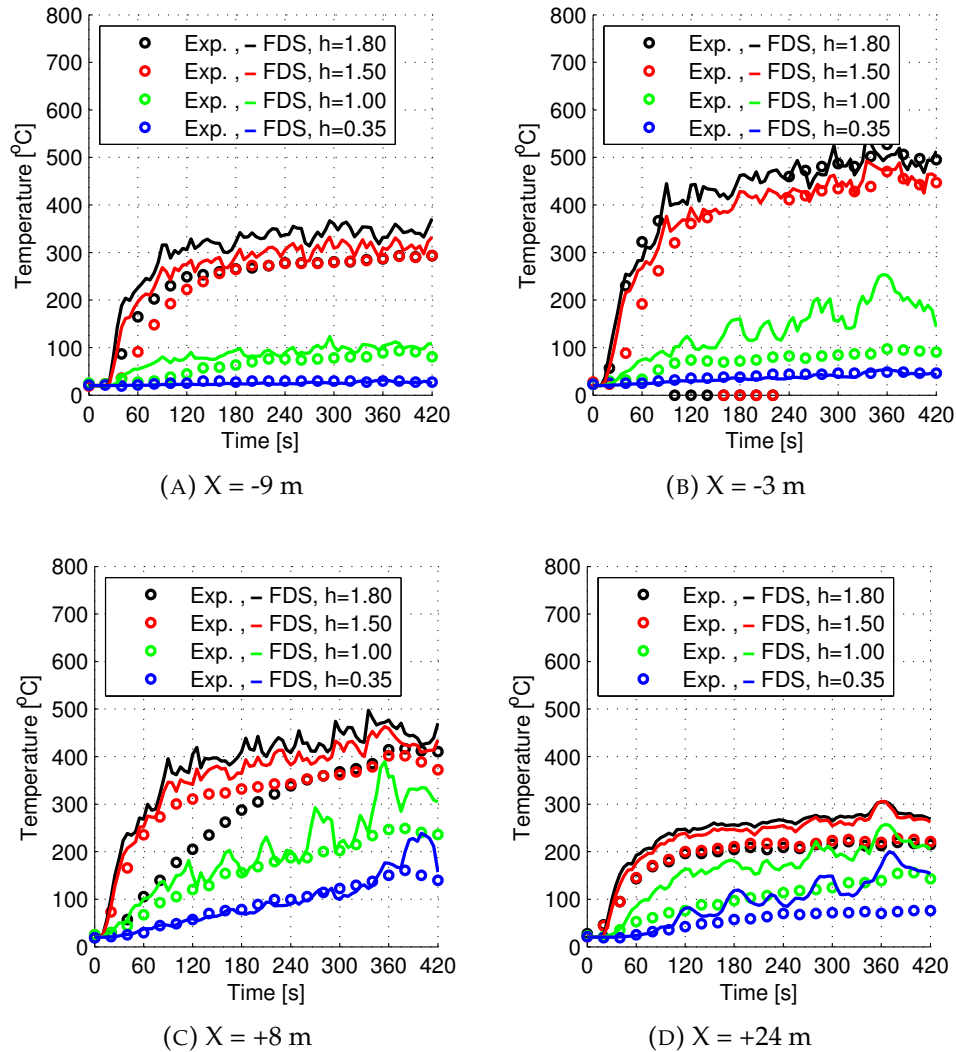 800
700
600
500
400
300
200
100
0
Temperature [°C]
Exp. , – FDS, h=1.80
Exp. , – FDS, h=1.50
Exp. , – FDS, h=1.00
Exp. , – FDS, h=0.35
0 60 120 180 240 300 360 420
Time [s]
(A) X = -9 m
800
700
600
500
400
300
200
100
0
Temperature [°C]
Exp. , – FDS, h=1.80
Exp. , – FDS, h=1.50
Exp. , – FDS, h=1.00
Exp. , – FDS, h=0.35
0 60 120 180 240 300 360 420
Time [s]
(B) X = -3 m
800
700
600
500
400
300
200
100
0
Temperature [°C]
Exp. , – FDS, h=1.80
Exp. , – FDS, h=1.50
Exp. , – FDS, h=1.00
Exp. , – FDS, h=0.35
0 60 120 180 240 300 360 420
Time [s]
(C) X = +8 m
800
700
600
500
400
300
200
100
0
Temperature [°C]
Exp. , – FDS, h=1.80
Exp. , – FDS, h=1.50
Exp. , – FDS, h=1.00
Exp. , – FDS, h=0.35
0 60 120 180 240 300 360 420
Time [s]
(D) X = +24 m